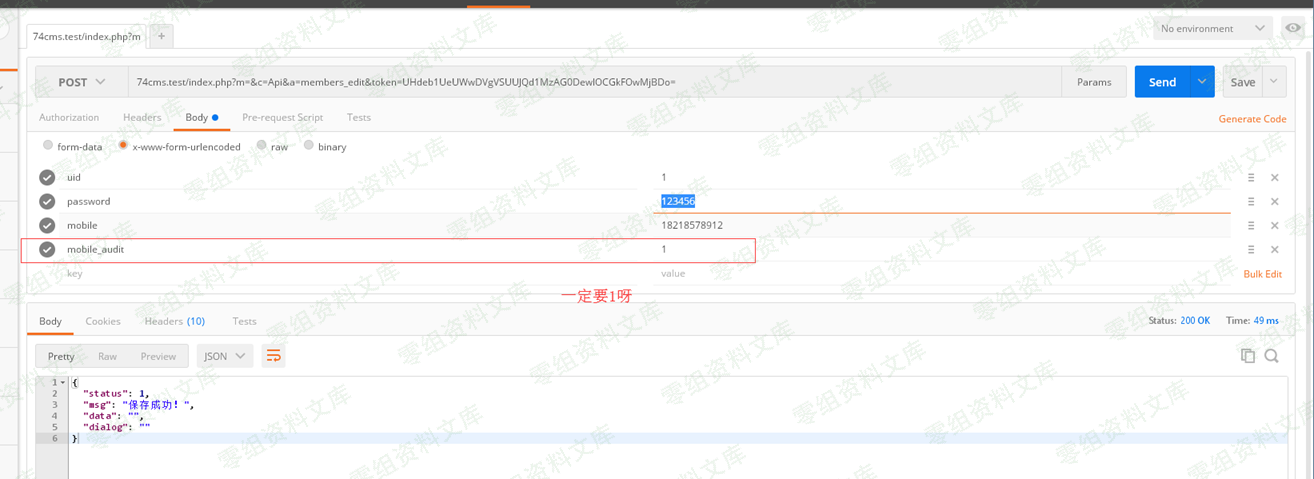 74cms.test/index.php?m
+
No environment
POST
74cms.test/index.php?m=&c=Api&a=members_edit&token=UHdeb1UeUWwDVgVSUUJQd1MzAG0DewIOCGkFOwMjBDo=
Params
Send
Save
Authorization Headers Body Pre-request Script Tests
Generate Code
form-data x-www-form-urlencoded raw binary
uid 1
password 123456
mobile 18218578912
mobile_audit 1
key value
Bulk Edit
一定要1呀
Body Cookies Headers (10) Tests
Status: 200 OK Time: 49 ms
Pretty Raw Preview JSON
1 {
2 "status": 1,
3 "msg": "保存成功！",
4 "data": "",
5 "dialog": ""
6 }
零组资料文库